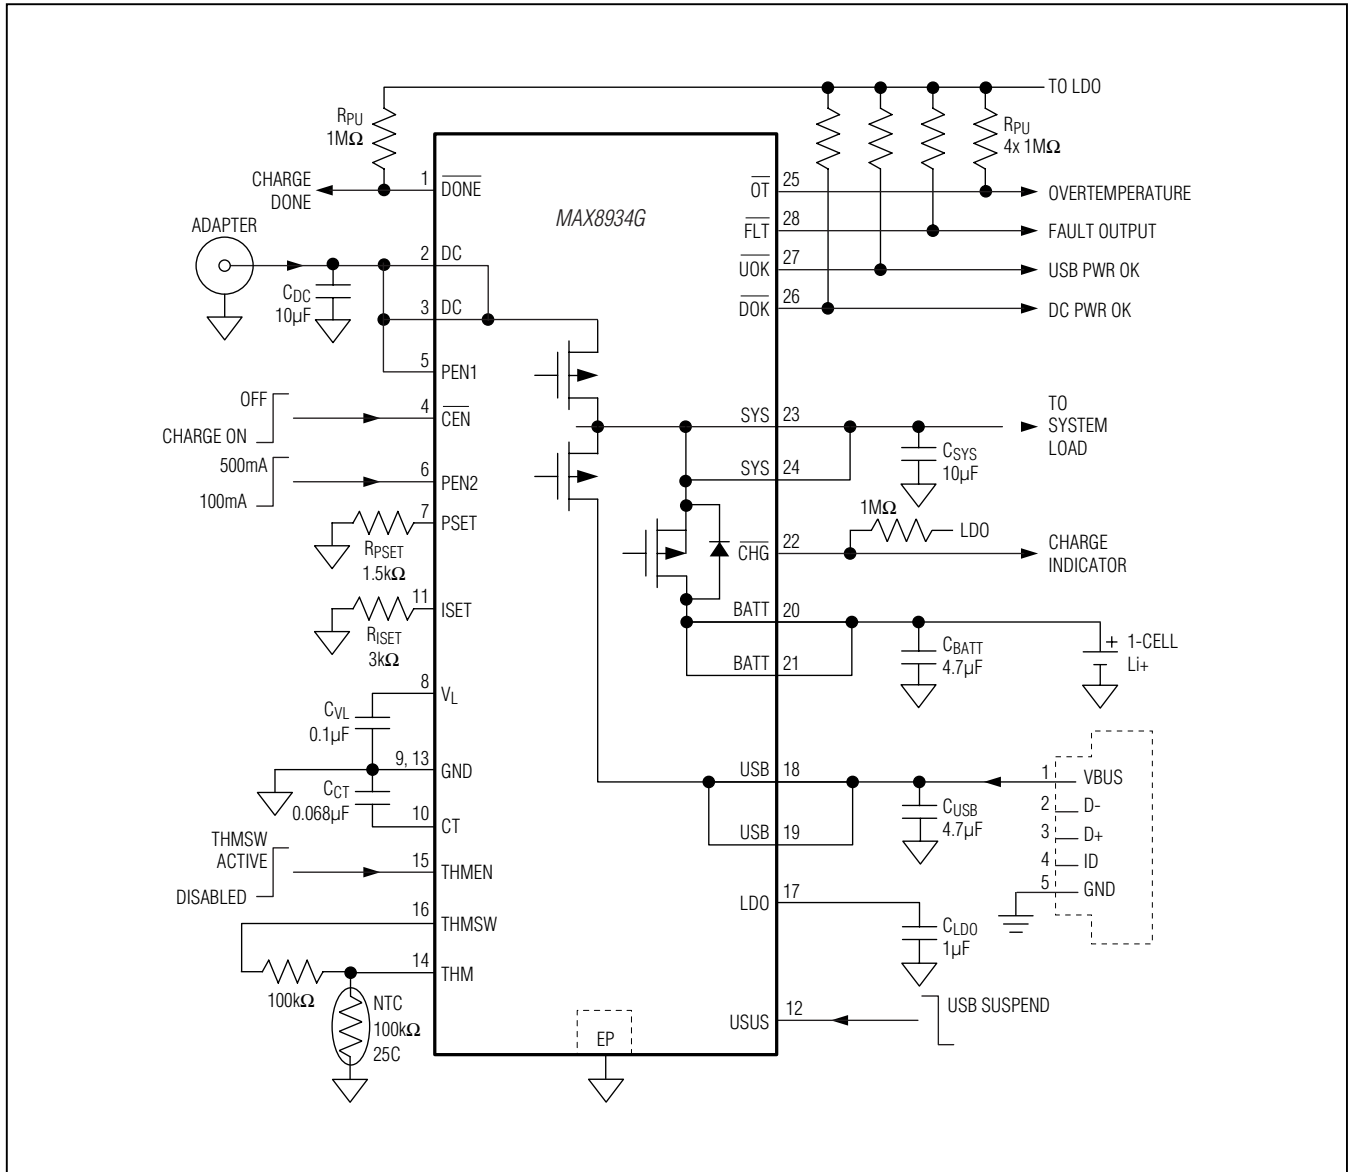 TO LDO
RPU
1MΩ
RPU
4x 1MΩ
CHARGE
DONE
1
DONE
MAX8934G
OT
25
OVERTEMPERATURE
ADAPTER
FLT
28
FAULT OUTPUT
2
DC
UOK
27
USB PWR OK
CDC
10µF
3
DC
DOK
26
DC PWR OK
5
PEN1
OFF
CHARGE ON
4
CEN
SYS
23
TO
SYSTEM
LOAD
CSYS
10µF
500mA
100mA
6
PEN2
SYS
24
7
PSET
RPSET
1.5kΩ
1MΩ
LDO
CHG
22
CHARGE
INDICATOR
11
ISET
RISET
3kΩ
BATT
20
CBATT
4.7µF
+
1-CELL
Li+
BATT
21
8
VL
CVL
0.1µF
9, 13
GND
CCT
0.068µF
10
CT
USB
18
CUSB
4.7µF
USB
19
1
VBUS
2
D-
3
D+
4
ID
5
GND
THMSW
ACTIVE
DISABLED
15
THMEN
16
THMSW
LDO
17
CLDO
1µF
14
THM
100kΩ
NTC
100kΩ
25C
EP
USUS
12
USB SUSPEND